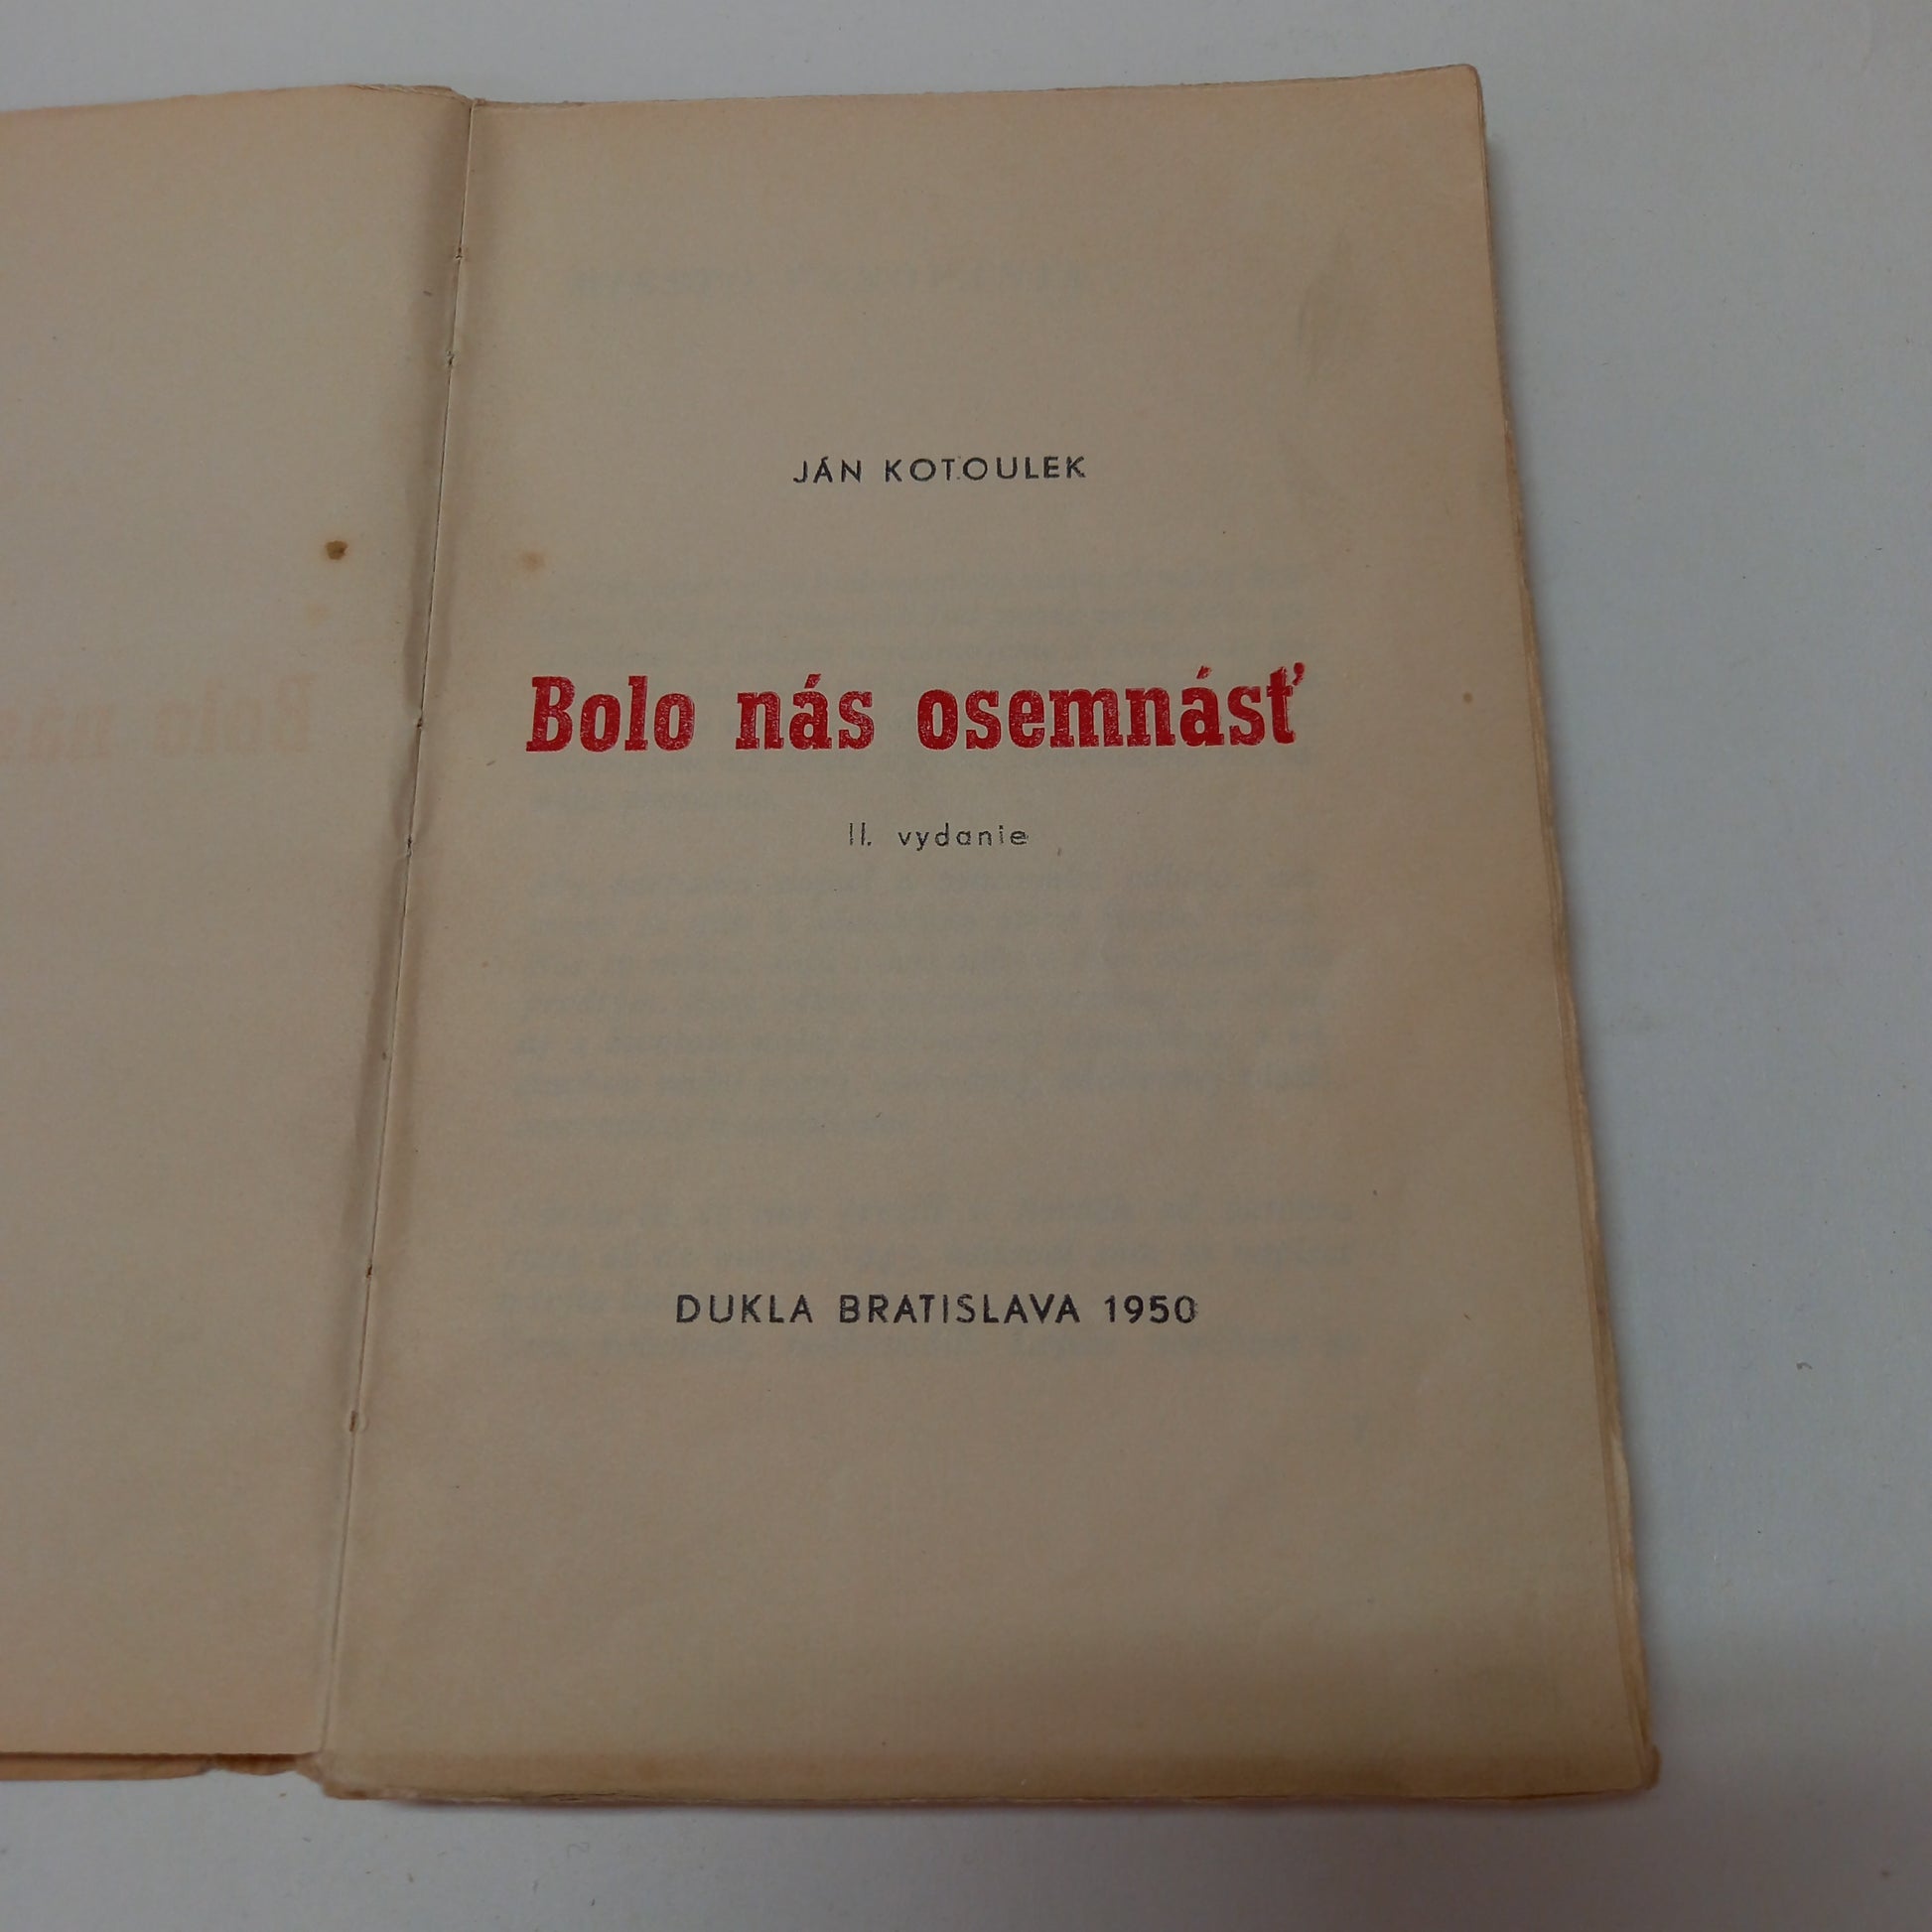 JÁN KOTOULEK
Bolo nás osemnásť
II. vydanie
DUKLA BRATISLAVA 1950